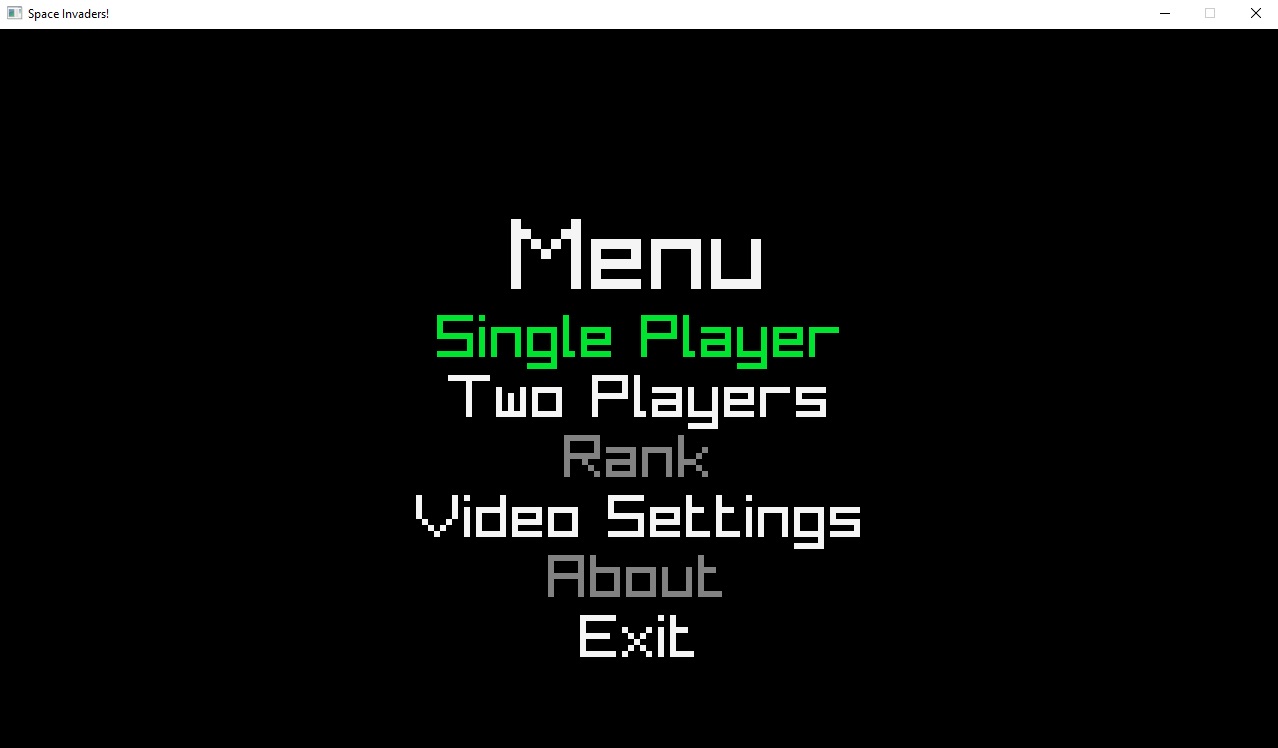 Space Invaders!
Menu
Single Player
Two Players
Rank
Video Settings
About
Exit